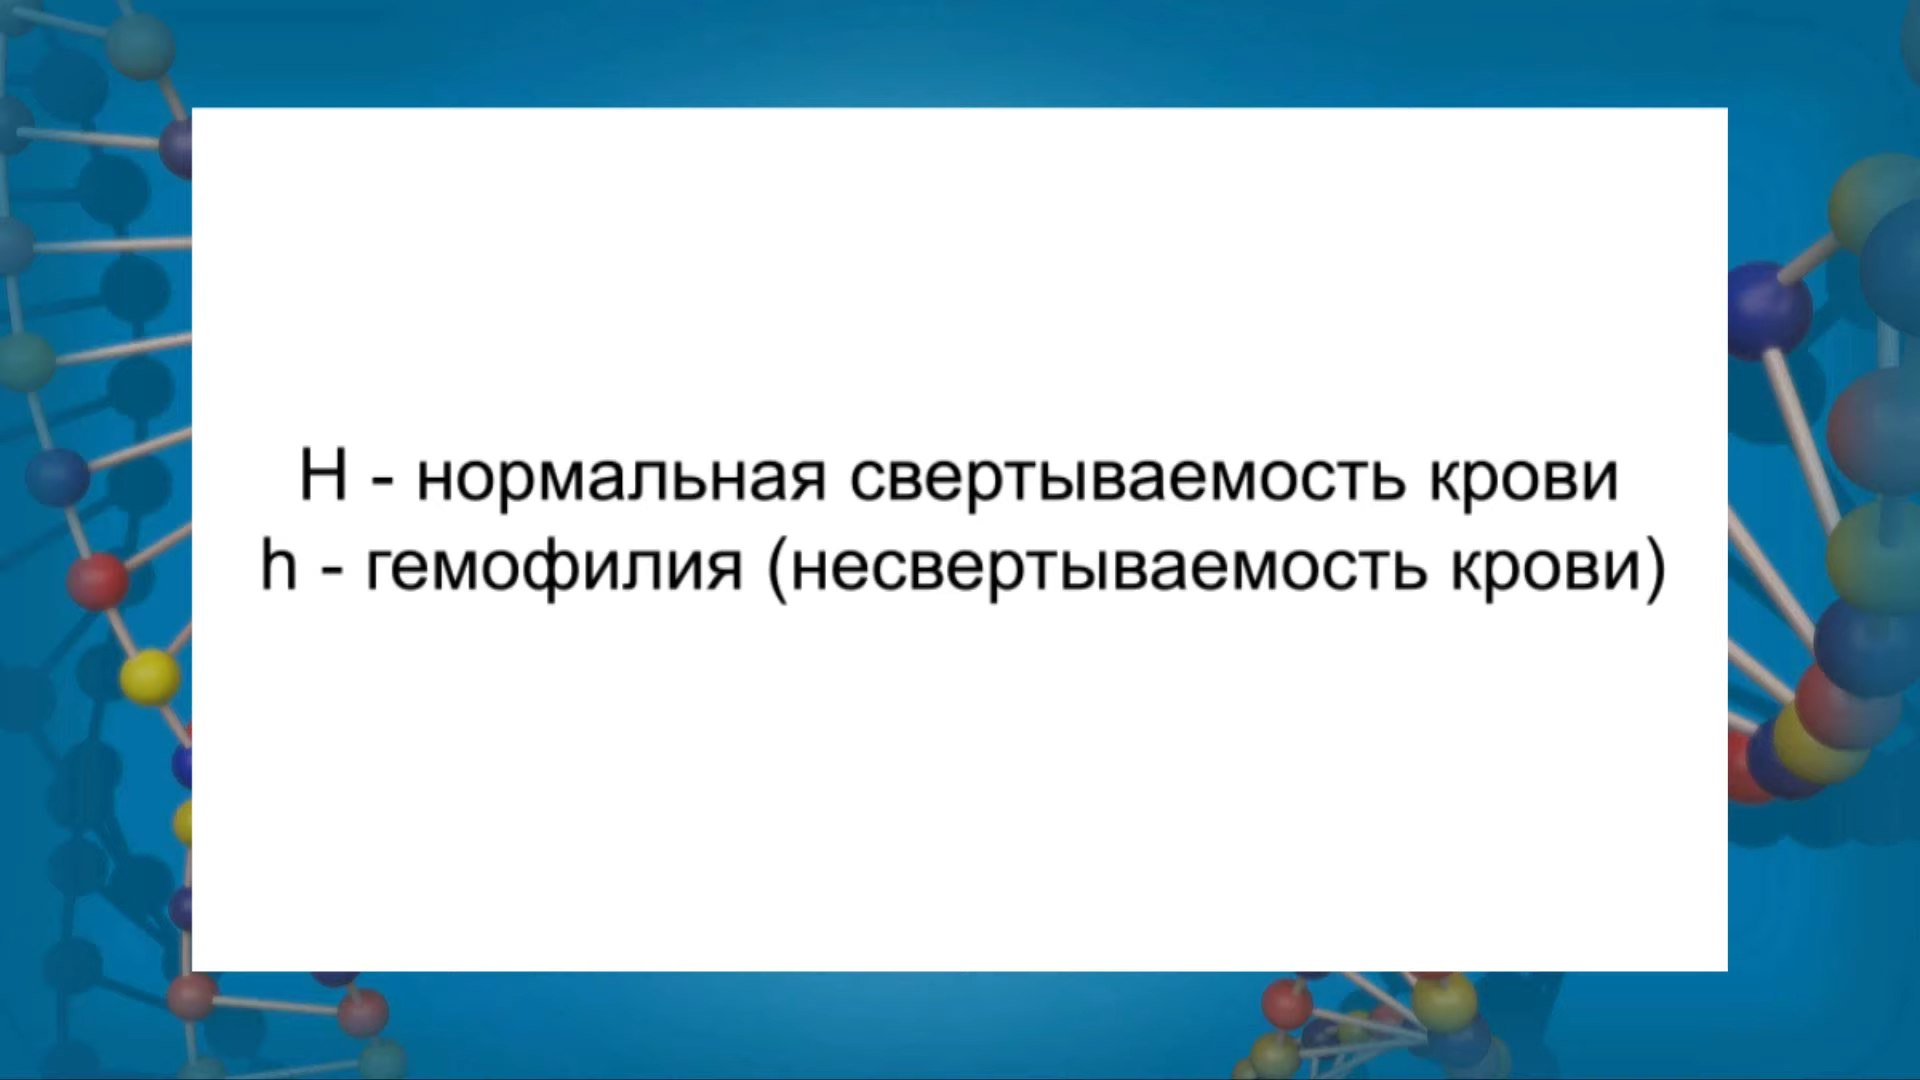 H - нормальная свертываемость крови
h - гемофилия (несвертываемость крови)